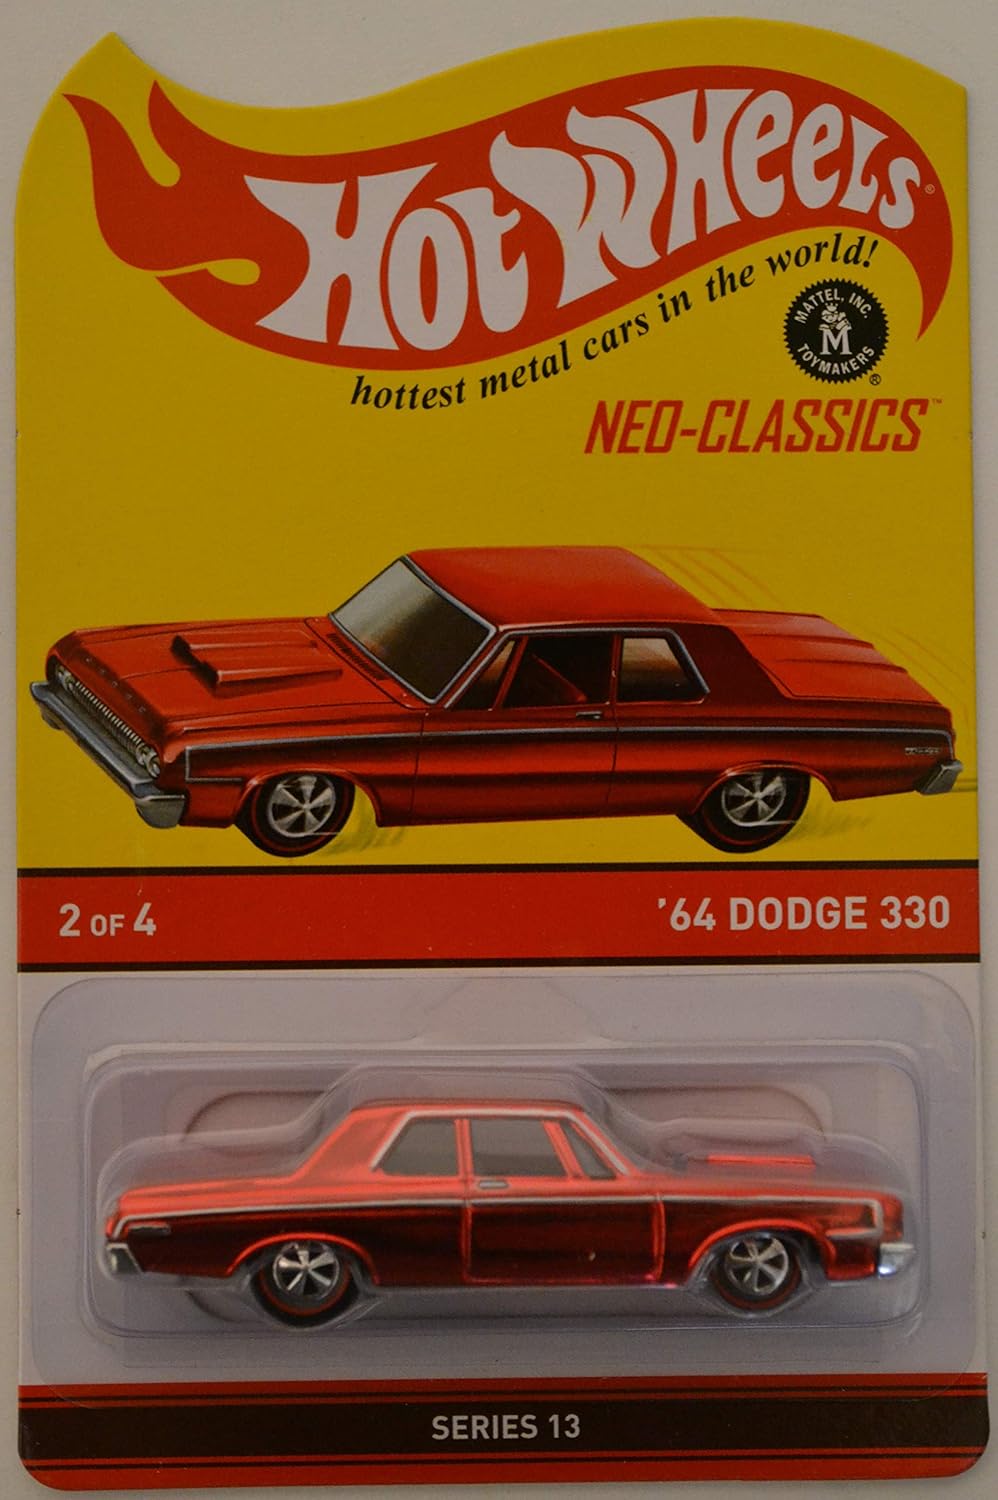 HOT WHEELS®
hottest metal cars in the world!
MATTEL, INC.
M
TOYMAKERS®
NEO-CLASSICS™
2 OF 4
'64 DODGE 330
SERIES 13